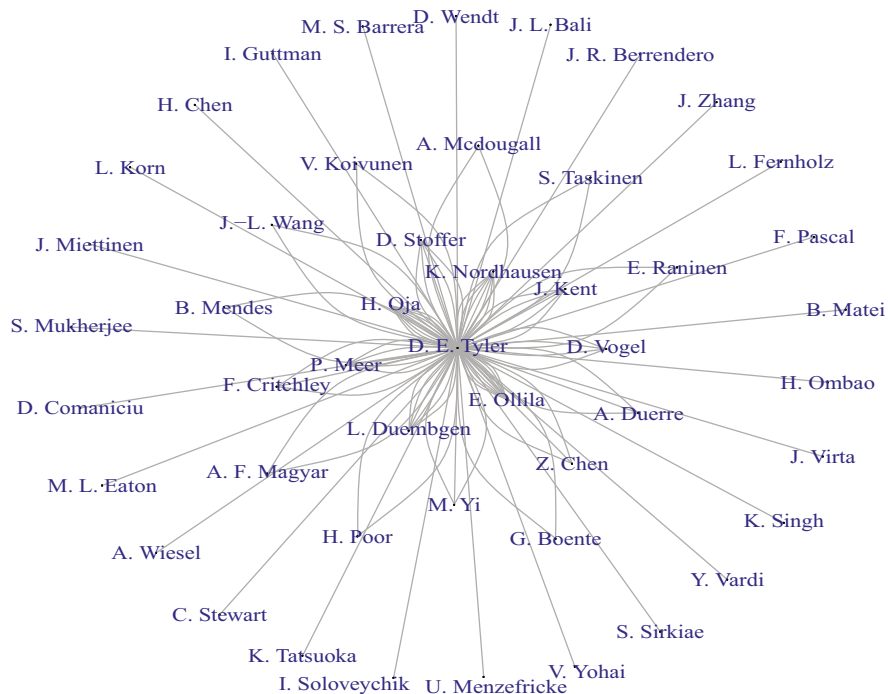 D. Wendt
M. S. Barrera
J. L. Bali
I. Guttman
J. R. Berrendero
H. Chen
J. Zhang
A. Mcdougall
V. Koivunen
L. Fernholz
L. Korn
S. Taskinen
J.−L. Wang
F. Pascal
D. Stoffer
J. Miettinen
E. Raninen
K. Nordhausen
J. Kent
H. Oja
B. Mendes
B. Matei
S. Mukherjee
D. E. Tyler
D. Vogel
P. Meer
F. Critchley
H. Ombao
E. Ollila
D. Comaniciu
A. Duerre
L. Duembgen
J. Virta
Z. Chen
A. F. Magyar
M. L. Eaton
M. Yi
K. Singh
H. Poor
G. Boente
A. Wiesel
Y. Vardi
C. Stewart
S. Sirkiae
K. Tatsuoka
V. Yohai
I. Soloveychik
U. Menzefricke